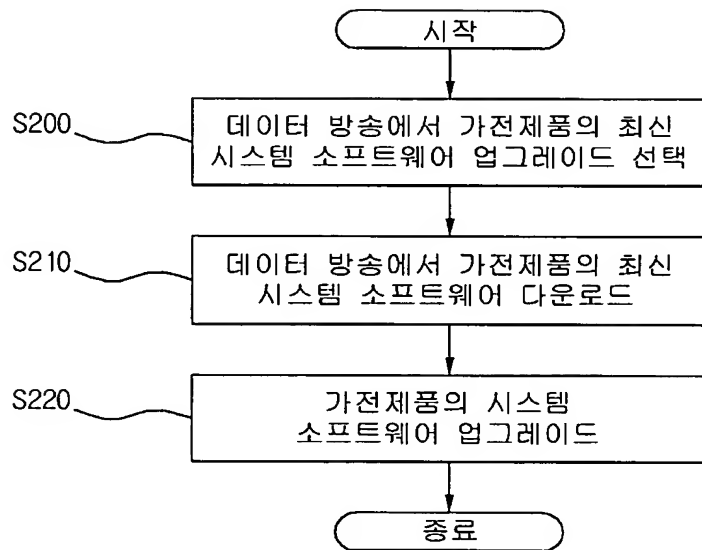 시작
S200
데이터 방송에서 가전제품의 최신
시스템 소프트웨어 업그레이드 선택
S210
데이터 방송에서 가전제품의 최신
시스템 소프트웨어 다운로드
S220
가전제품의 시스템
소프트웨어 업그레이드
종료